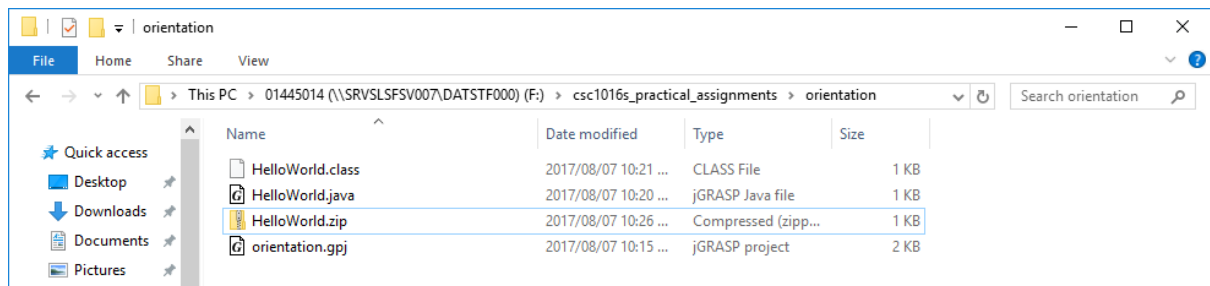 orientation
File Home Share View
This PC > 01445014 (\\SRVSLSFSV007\DATSTF000) (F:) > csc1016s_practical_assignments > orientation Search orientation
Name Date modified Type Size
Quick access
HelloWorld.class 2017/08/07 10:21 ... CLASS File 1 KB
Desktop
HelloWorld.java 2017/08/07 10:20 ... jGRASP Java file 1 KB
Downloads
HelloWorld.zip 2017/08/07 10:26 ... Compressed (zipp... 1 KB
Documents
orientation.gpj 2017/08/07 10:15 ... jGRASP project 2 KB
Pictures